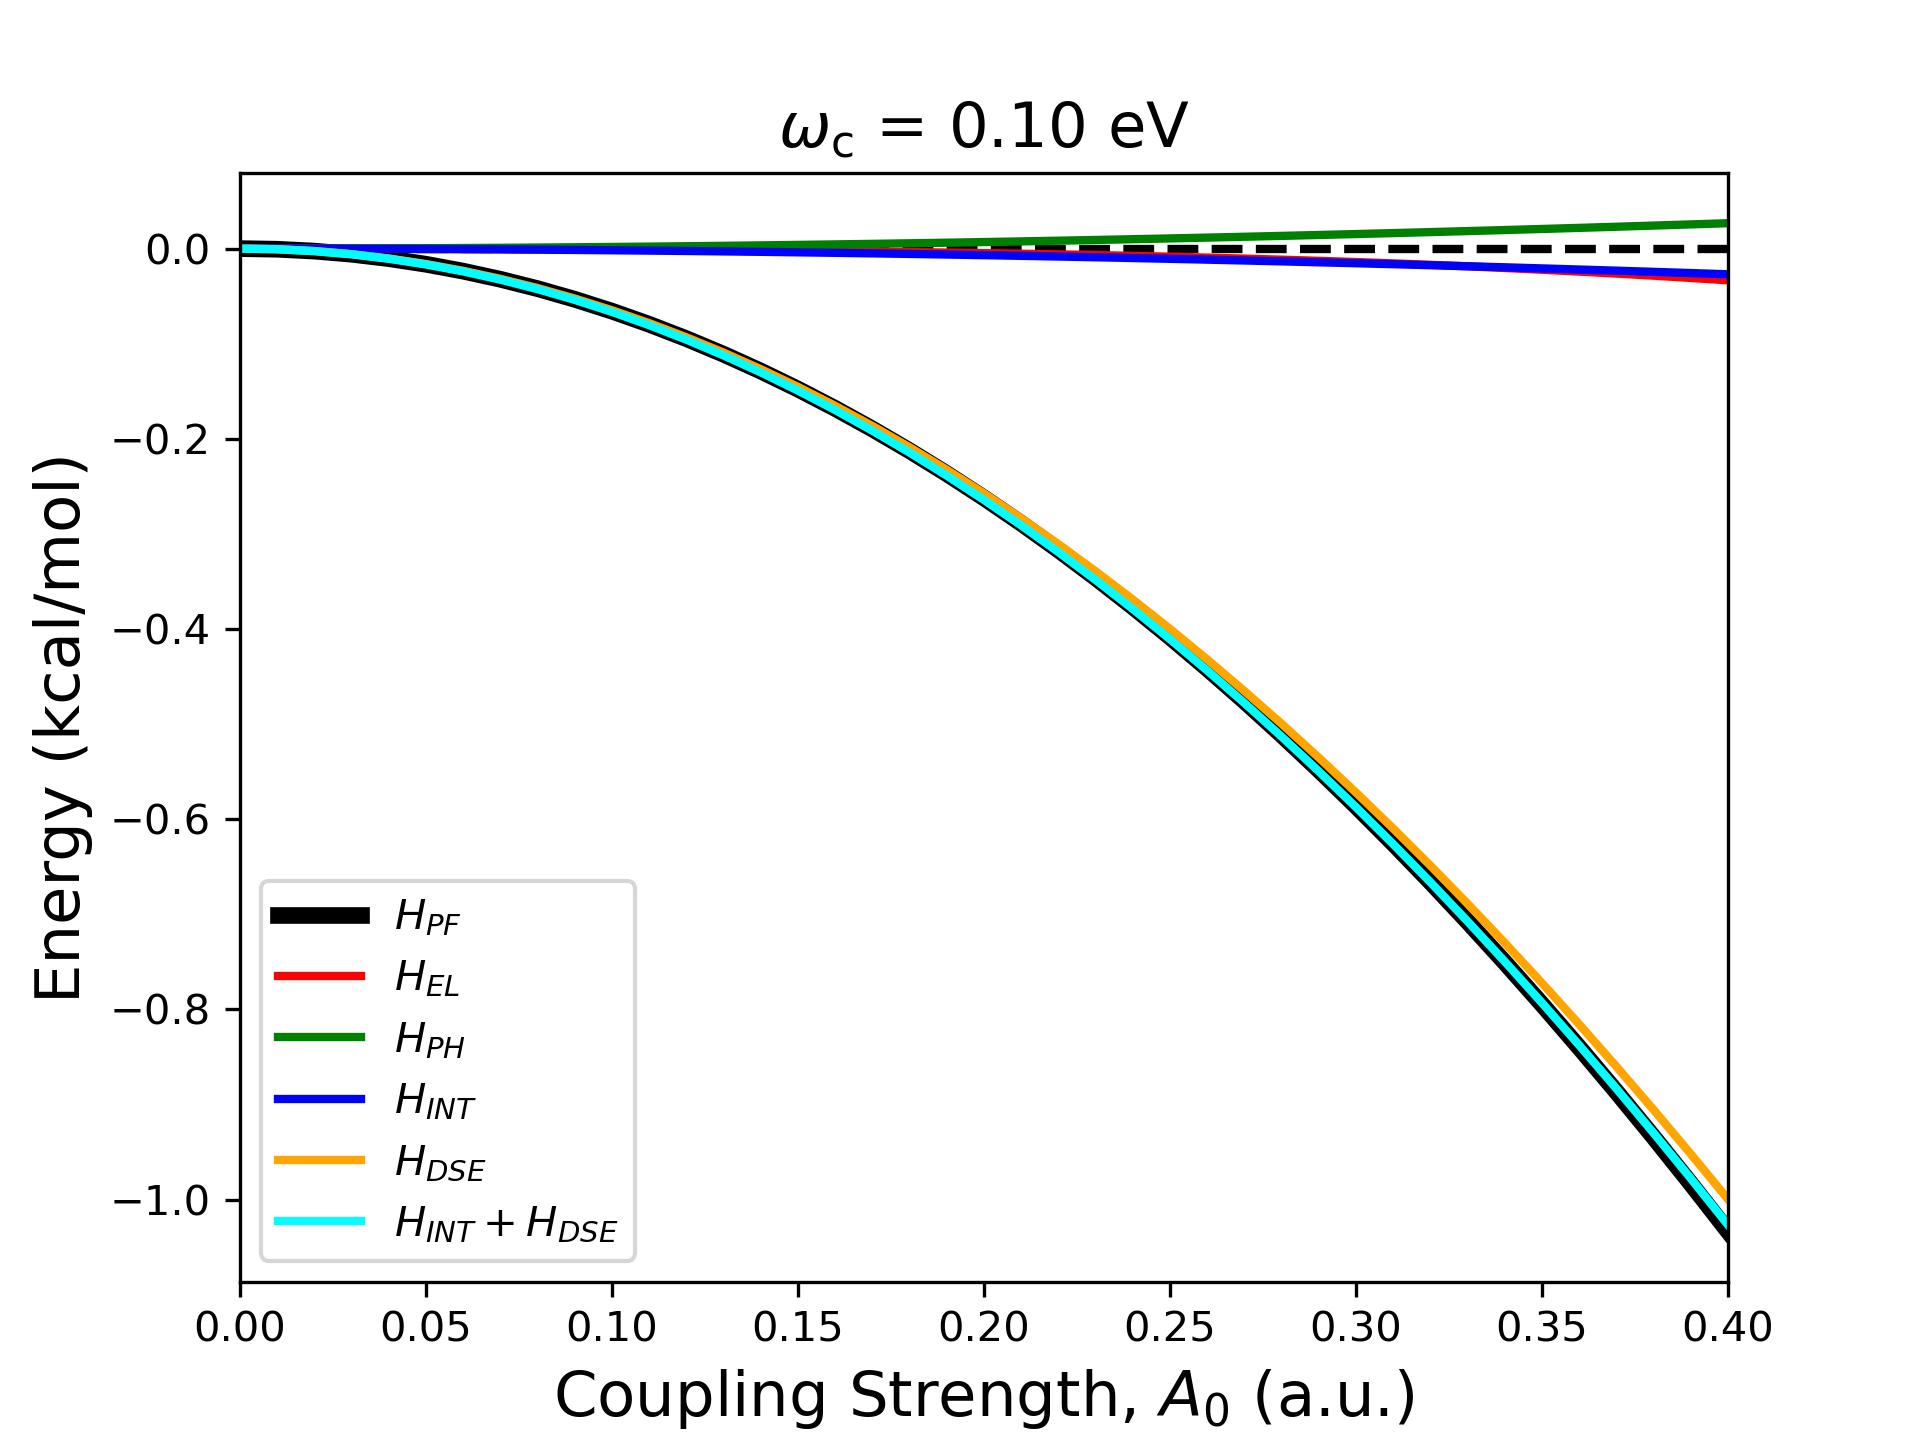 ω_c = 0.10 eV
Energy (kcal/mol)
0.0
−0.2
−0.4
−0.6
−0.8
−1.0
H_PF
H_EL
H_PH
H_INT
H_DSE
H_INT + H_DSE
0.00 0.05 0.10 0.15 0.20 0.25 0.30 0.35 0.40
Coupling Strength, A₀ (a.u.)